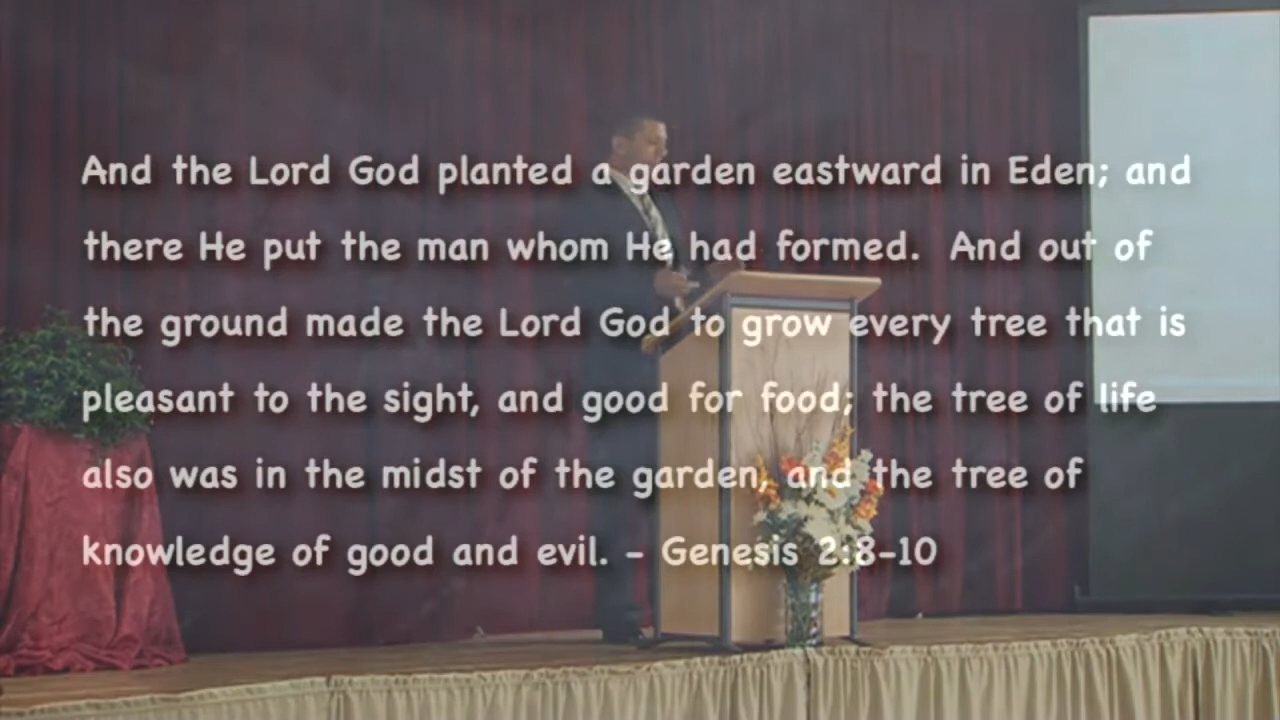 And the Lord God planted a garden eastward in Eden; and
there He put the man whom He had formed.  And out of
the ground made the Lord God to grow every tree that is
pleasant to the sight, and good for food; the tree of life
also was in the midst of the garden, and the tree of
knowledge of good and evil. - Genesis 2:8-10